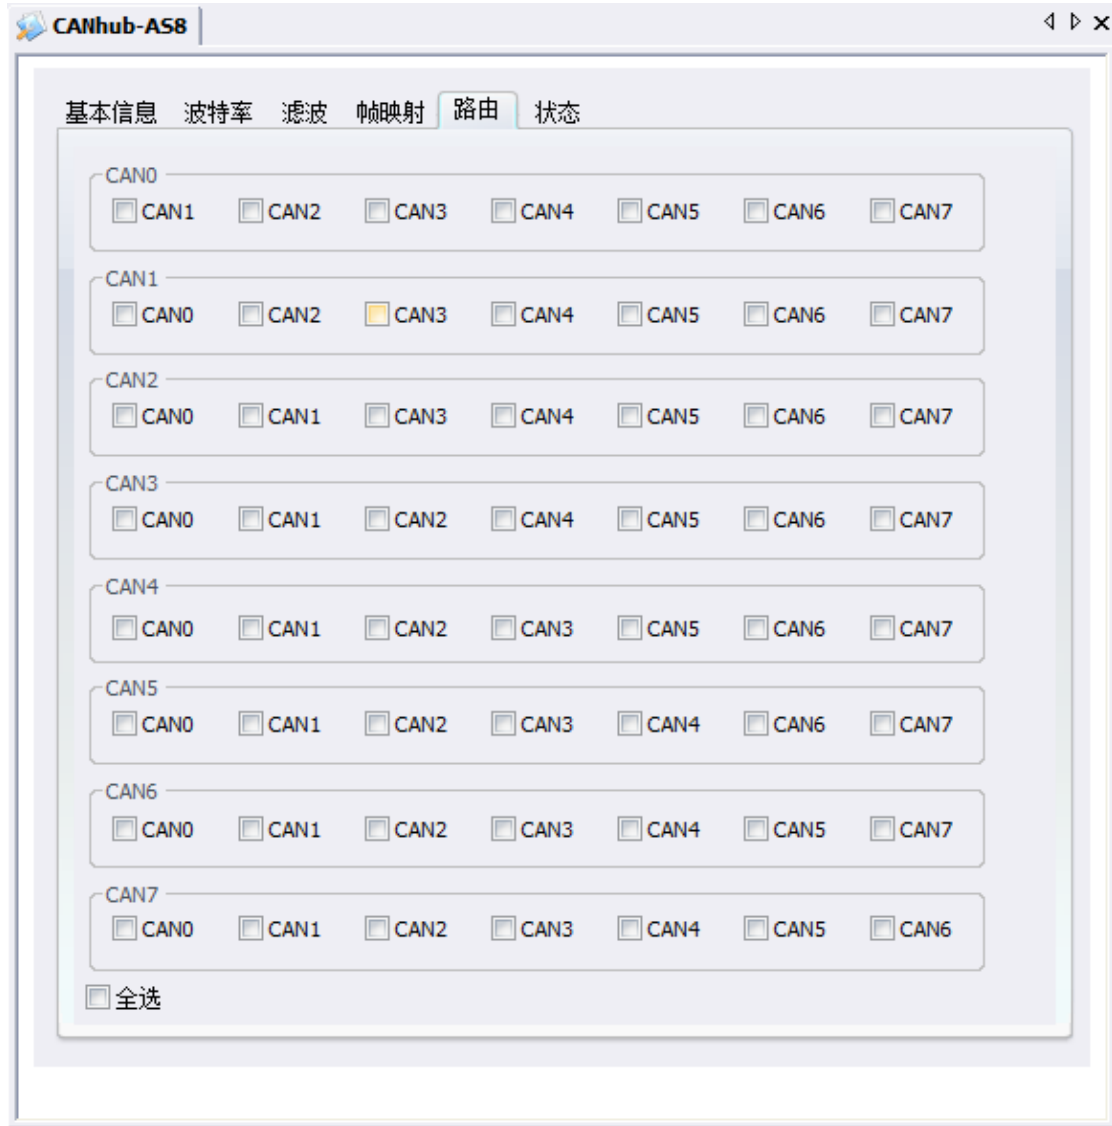 CANhub-AS8
基本信息 波特率 滤波 帧映射 路由 状态
CAN0
CAN1 CAN2 CAN3 CAN4 CAN5 CAN6 CAN7
CAN1
CAN0 CAN2 CAN3 CAN4 CAN5 CAN6 CAN7
CAN2
CAN0 CAN1 CAN3 CAN4 CAN5 CAN6 CAN7
CAN3
CAN0 CAN1 CAN2 CAN4 CAN5 CAN6 CAN7
CAN4
CAN0 CAN1 CAN2 CAN3 CAN5 CAN6 CAN7
CAN5
CAN0 CAN1 CAN2 CAN3 CAN4 CAN6 CAN7
CAN6
CAN0 CAN1 CAN2 CAN3 CAN4 CAN5 CAN7
CAN7
CAN0 CAN1 CAN2 CAN3 CAN4 CAN5 CAN6
全选